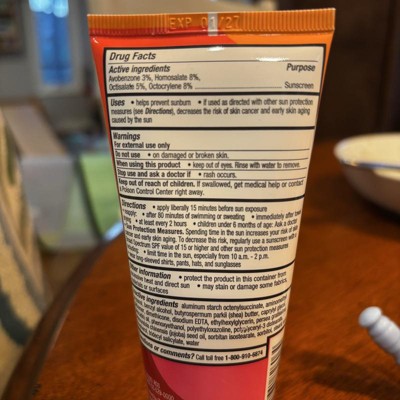 EXP 01/27
Drug Facts
Active ingredients Purpose
Avobenzone 3%, Homosalate 8%,
Octisalate 5%, Octocrylene 8% Sunscreen
Uses • helps prevent sunburn • if used as directed with other sun protection
measures (see Directions), decreases the risk of skin cancer and early skin aging
caused by the sun
Warnings
For external use only
Do not use • on damaged or broken skin.
When using this product • keep out of eyes. Rinse with water to remove.
Stop use and ask a doctor if • rash occurs.
Keep out of reach of children. If swallowed, get medical help or contact
a Poison Control Center right away.
Directions • apply liberally 15 minutes before sun exposure
• after 80 minutes of swimming or sweating • immediately after
• at least every 2 hours • children under 6 months of age: Ask a
Sun Protection Measures. Spending time in the sun increases your risk of skin
and early skin aging. To decrease this risk, regularly use a sunscreen with
Spectrum SPF value of 15 or higher and other sun protection measures
• limit time in the sun, especially from 10 a.m. - 2 p.m.
long-sleeved shirts, pants, hats, and sunglasses
information • protect the product in this container from
heat and direct sun • may stain or damage some fabrics,
or surfaces
ingredients aluminum starch octenylsuccinate,
alcohol, butyrospermum parkii (shea) butter, caprylyl
dimethicone, disodium EDTA, ethylhexylglycerin,
phenoxyethanol,
(jojoba) seed oil, sorbitan isostearate,
salicylate, water
or comments? Call toll free 1-800-910-6874